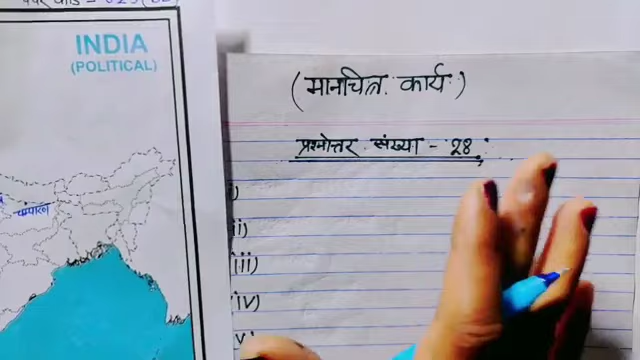 INDIA
(POLITICAL)
(मानचित्र कार्य)
प्रश्नोत्तर संख्या - 28
i)
ii)
iii)
iv)
v)